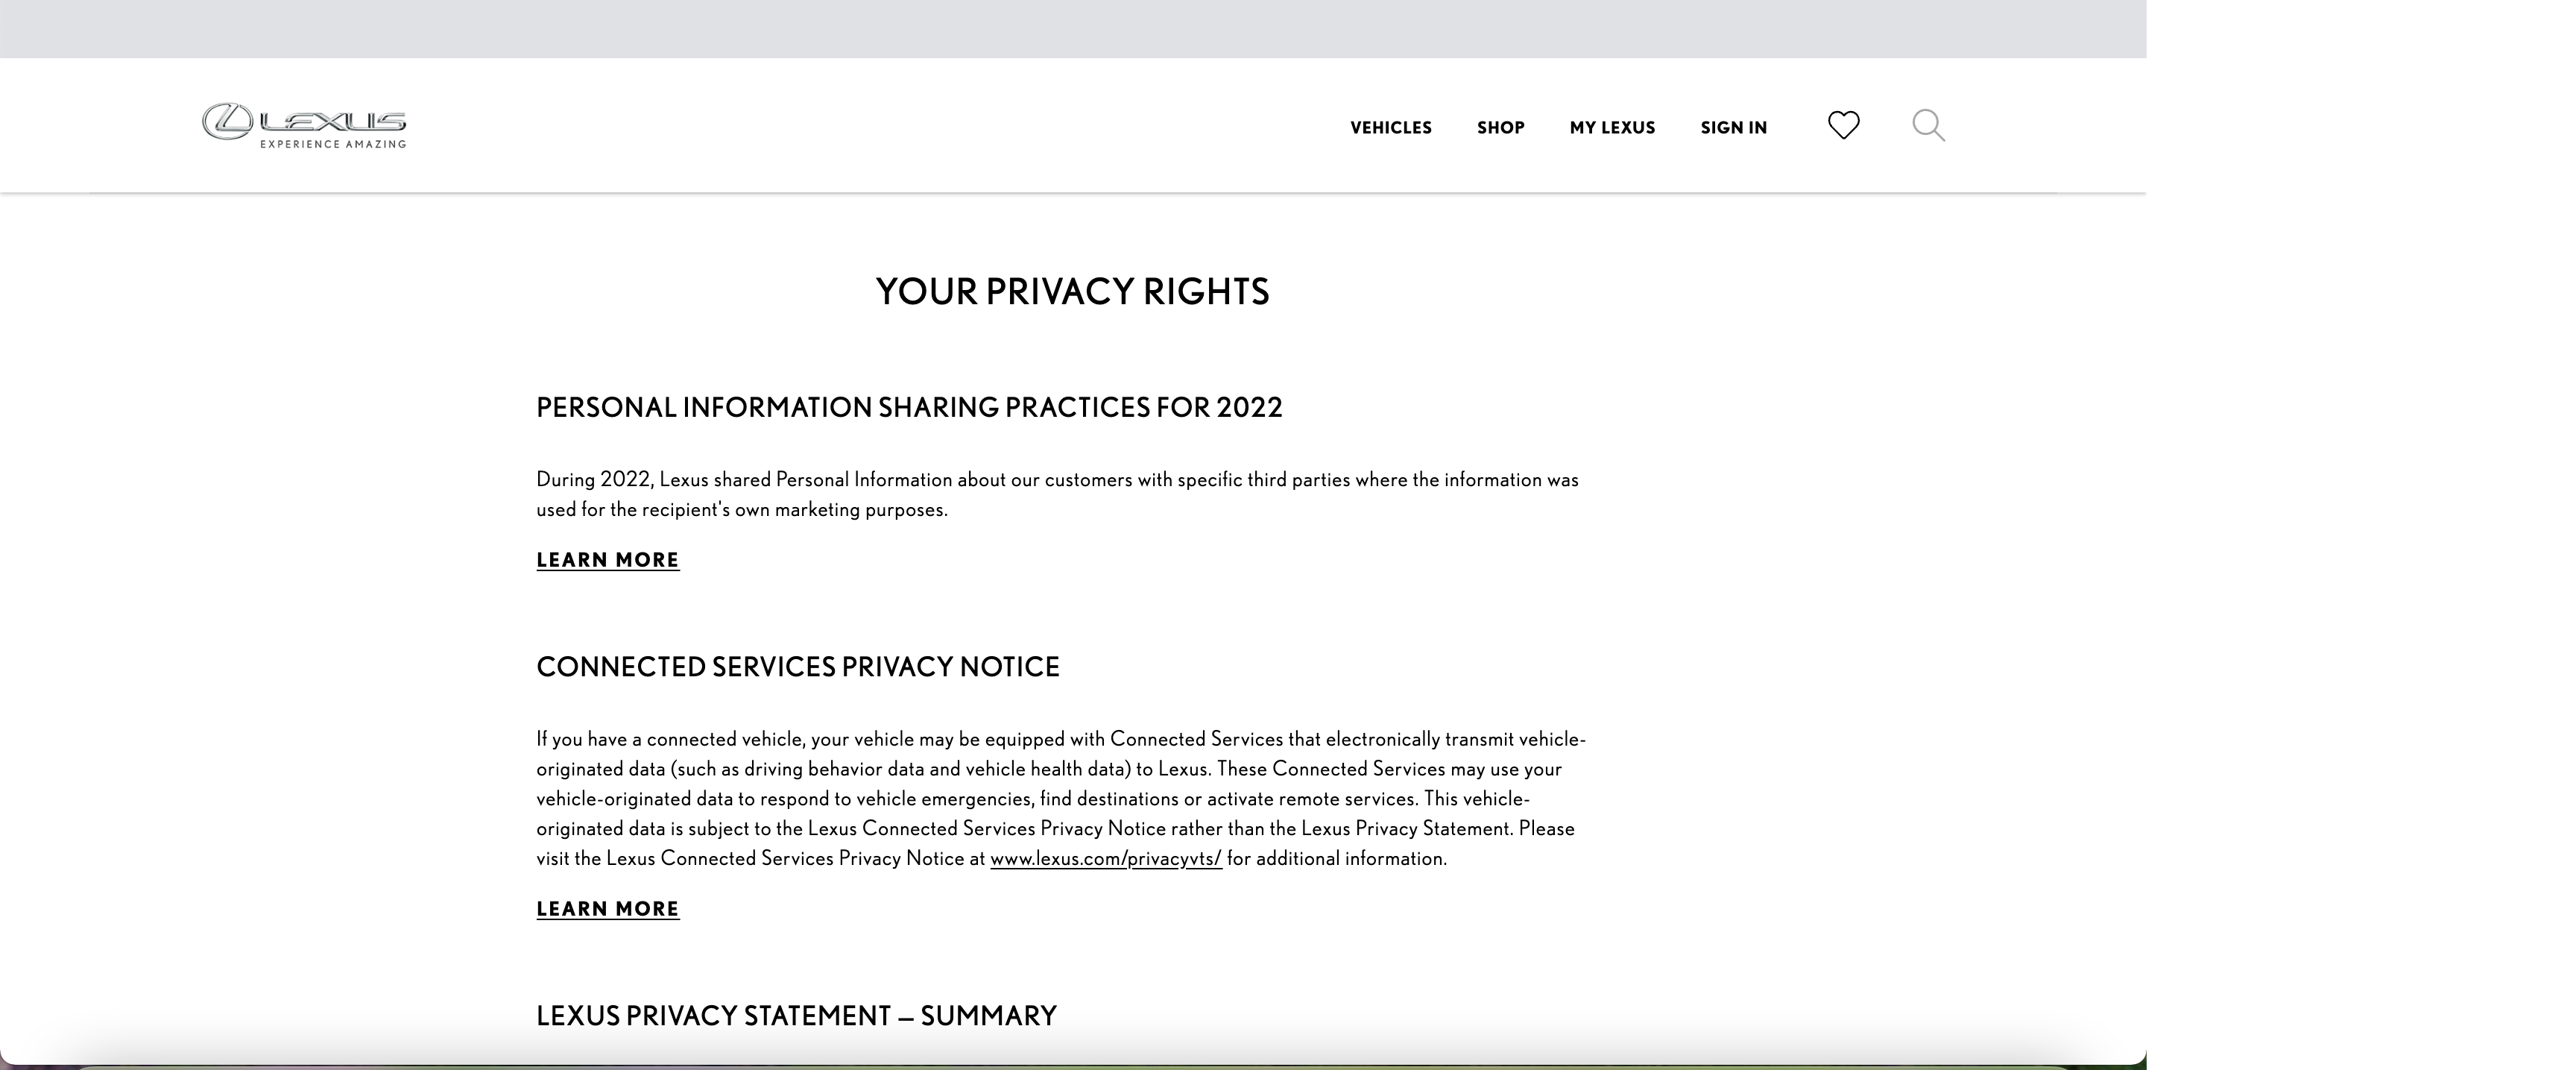 LEXUS
EXPERIENCE AMAZING
VEHICLES
SHOP
MY LEXUS
SIGN IN
YOUR PRIVACY RIGHTS
PERSONAL INFORMATION SHARING PRACTICES FOR 2022
During 2022, Lexus shared Personal Information about our customers with specific third parties where the information was
used for the recipient's own marketing purposes.
LEARN MORE
CONNECTED SERVICES PRIVACY NOTICE
If you have a connected vehicle, your vehicle may be equipped with Connected Services that electronically transmit vehicle-
originated data (such as driving behavior data and vehicle health data) to Lexus. These Connected Services may use your
vehicle-originated data to respond to vehicle emergencies, find destinations or activate remote services. This vehicle-
originated data is subject to the Lexus Connected Services Privacy Notice rather than the Lexus Privacy Statement. Please
visit the Lexus Connected Services Privacy Notice at www.lexus.com/privacyvts/ for additional information.
LEARN MORE
LEXUS PRIVACY STATEMENT – SUMMARY